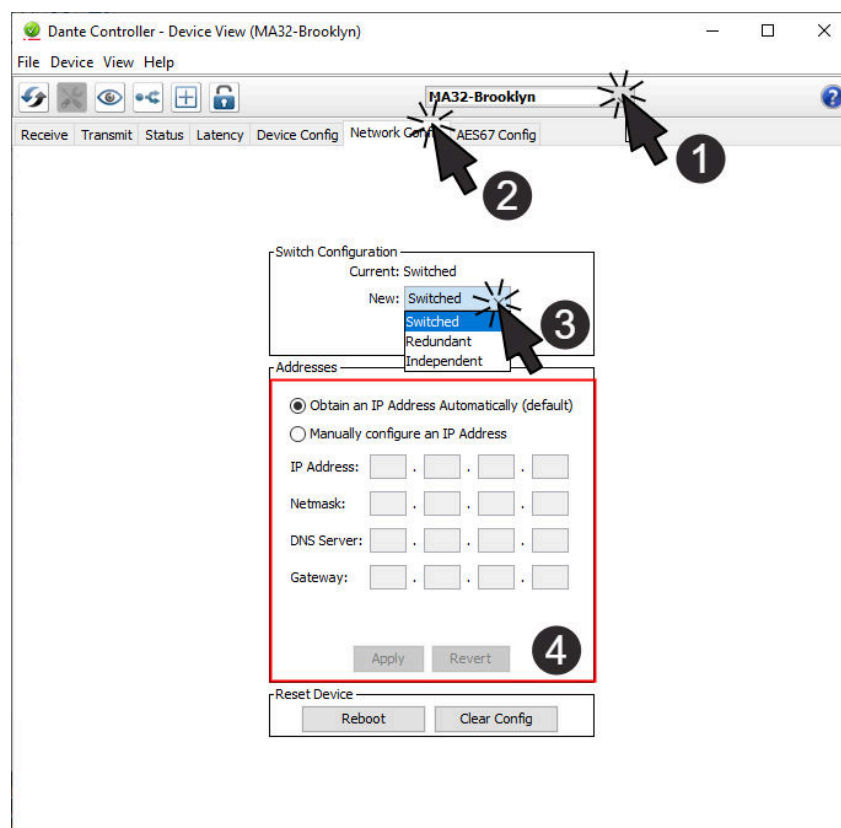 Dante Controller - Device View (MA32-Brooklyn)
File Device View Help
MA32-Brooklyn
?
Receive Transmit Status Latency Device Config Network Config AES67 Config
1
2
Switch Configuration
Current: Switched
New: Switched
Switched
Redundant
Independent
3
Addresses
Obtain an IP Address Automatically (default)
Manually configure an IP Address
IP Address: . . .
Netmask: . . .
DNS Server: . . .
Gateway: . . .
Apply Revert
4
Reset Device
Reboot Clear Config